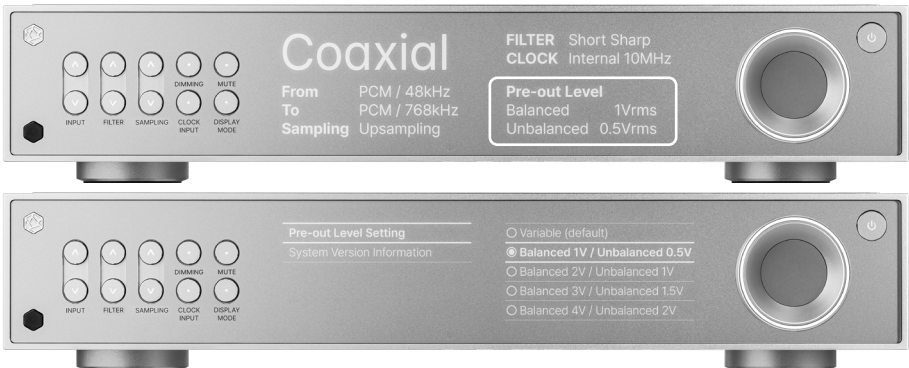 DIMMING
MUTE
INPUT
FILTER
SAMPLING
CLOCK
INPUT
DISPLAY
MODE
Coaxial
From PCM / 48kHz
To PCM / 768kHz
Sampling Upsampling
FILTER Short Sharp
CLOCK Internal 10MHz
Pre-out Level
Balanced 1Vrms
Unbalanced 0.5Vrms
DIMMING
MUTE
INPUT
FILTER
SAMPLING
CLOCK
INPUT
DISPLAY
MODE
Pre-out Level Setting
System Version Information
Variable (default)
Balanced 1V / Unbalanced 0.5V
Balanced 2V / Unbalanced 1V
Balanced 3V / Unbalanced 1.5V
Balanced 4V / Unbalanced 2V